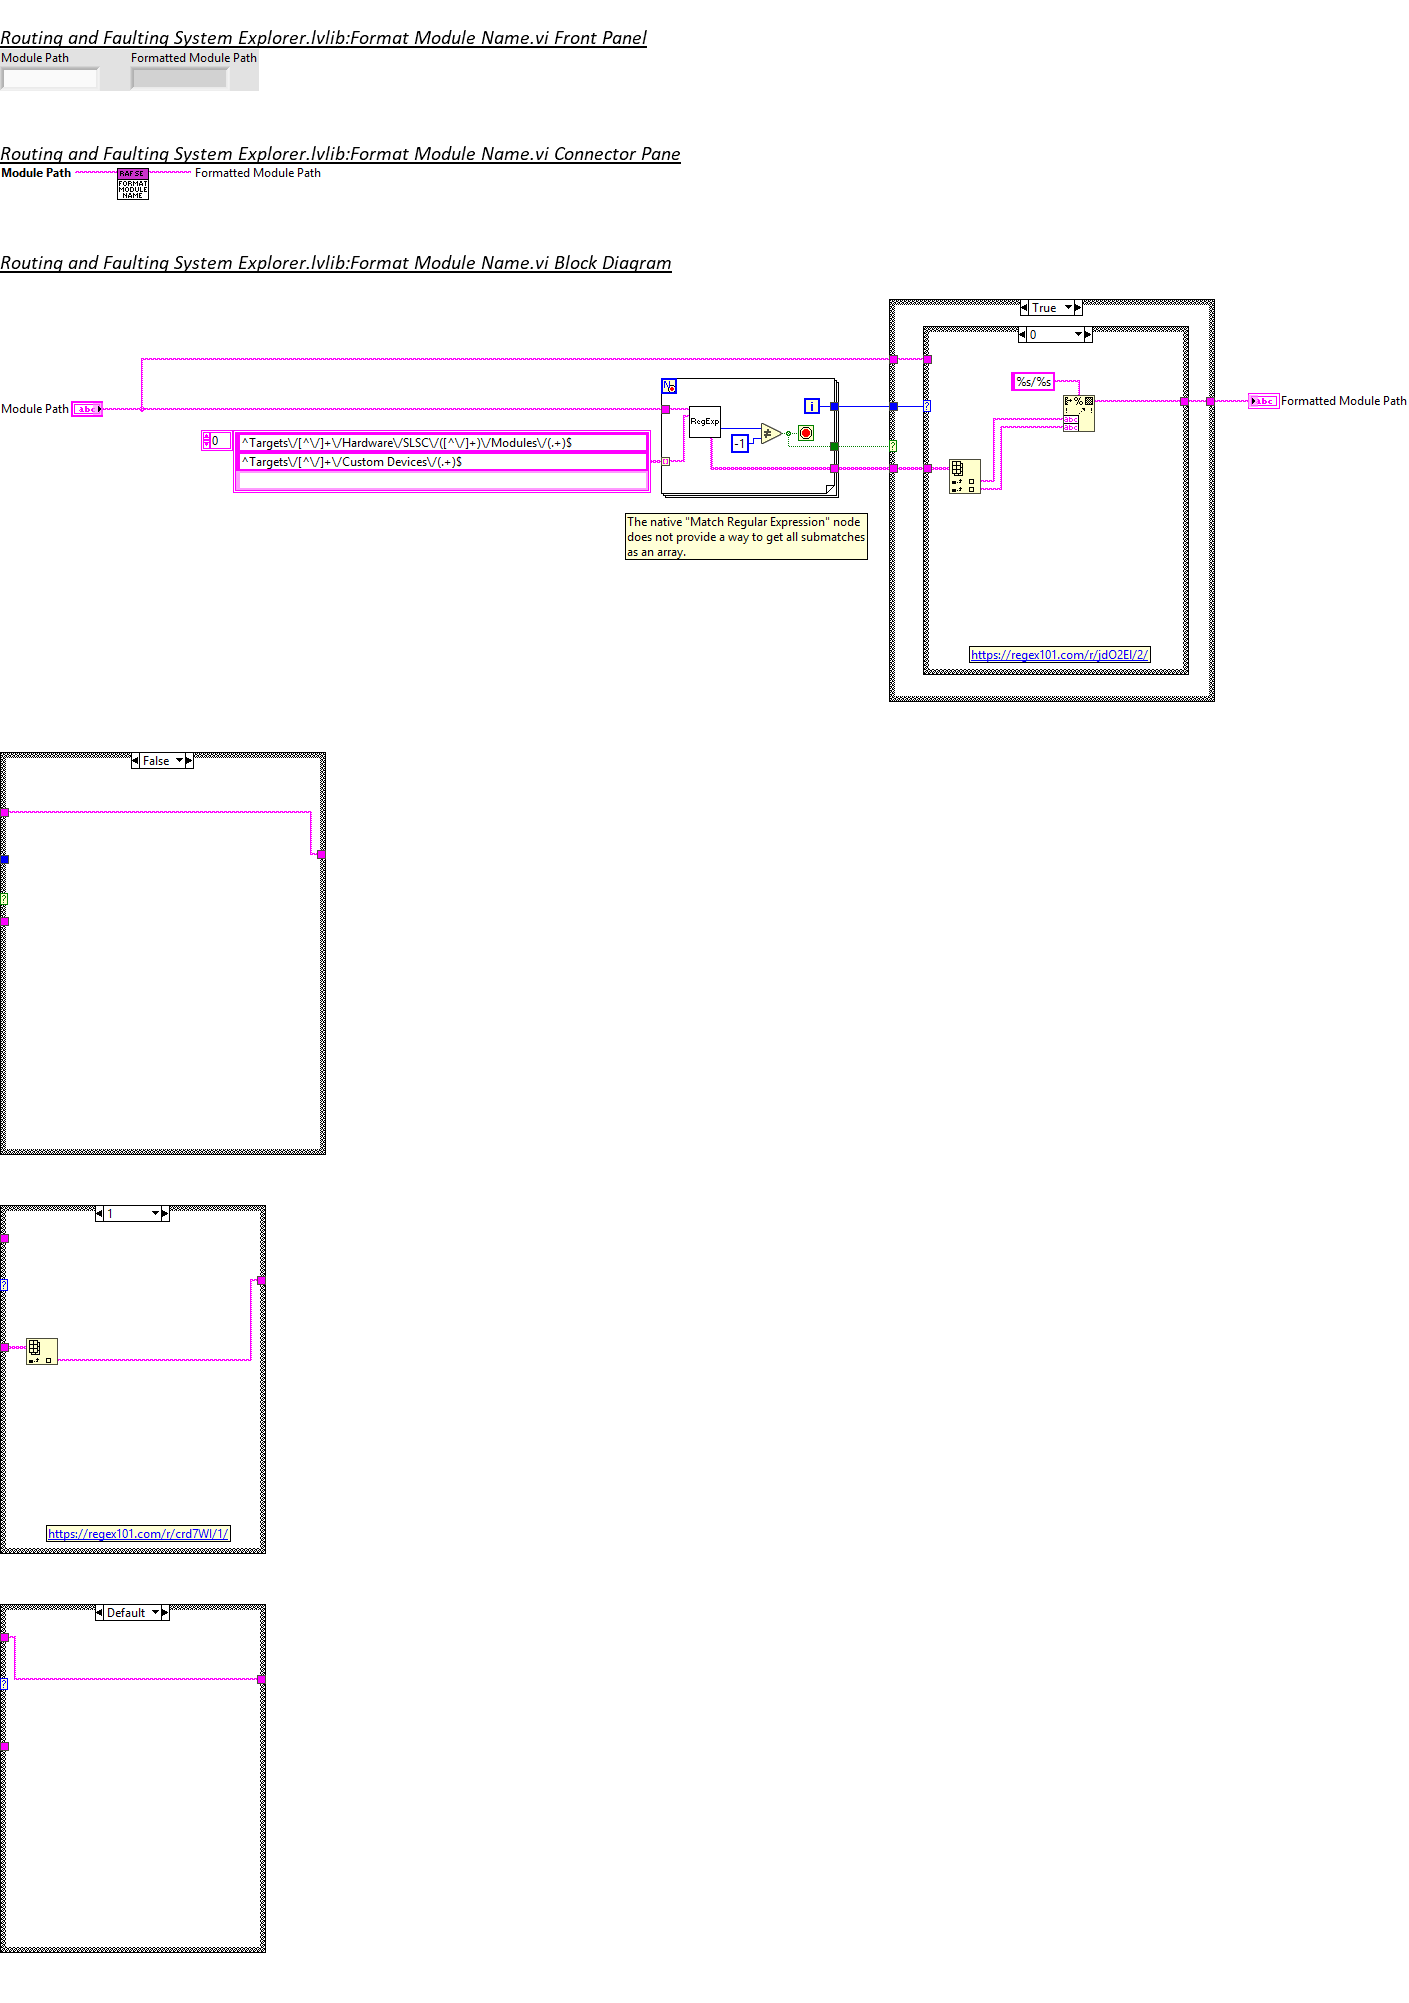 Routing and Faulting System Explorer.lvlib:Format Module Name.vi Front Panel
Module Path
Formatted Module Path
Routing and Faulting System Explorer.lvlib:Format Module Name.vi Connector Pane
Module Path
RAF SE
FORMAT
MODULE
NAME
Formatted Module Path
Routing and Faulting System Explorer.lvlib:Format Module Name.vi Block Diagram
True
0
%s/%s
N
i
Module Path
abc
RegExp
-1
≠
?
?
%
abc
abc
abc
Formatted Module Path
0
^Targets\/[^\/]+\/Hardware\/SLSC\/([^\/]+)\/Modules\/(.+)$
^Targets\/[^\/]+\/Custom Devices\/(.+)$
The native "Match Regular Expression" node
does not provide a way to get all submatches
as an array.
https://regex101.com/r/jdO2EI/2/
False
?
1
?
https://regex101.com/r/crd7WI/1/
Default
?